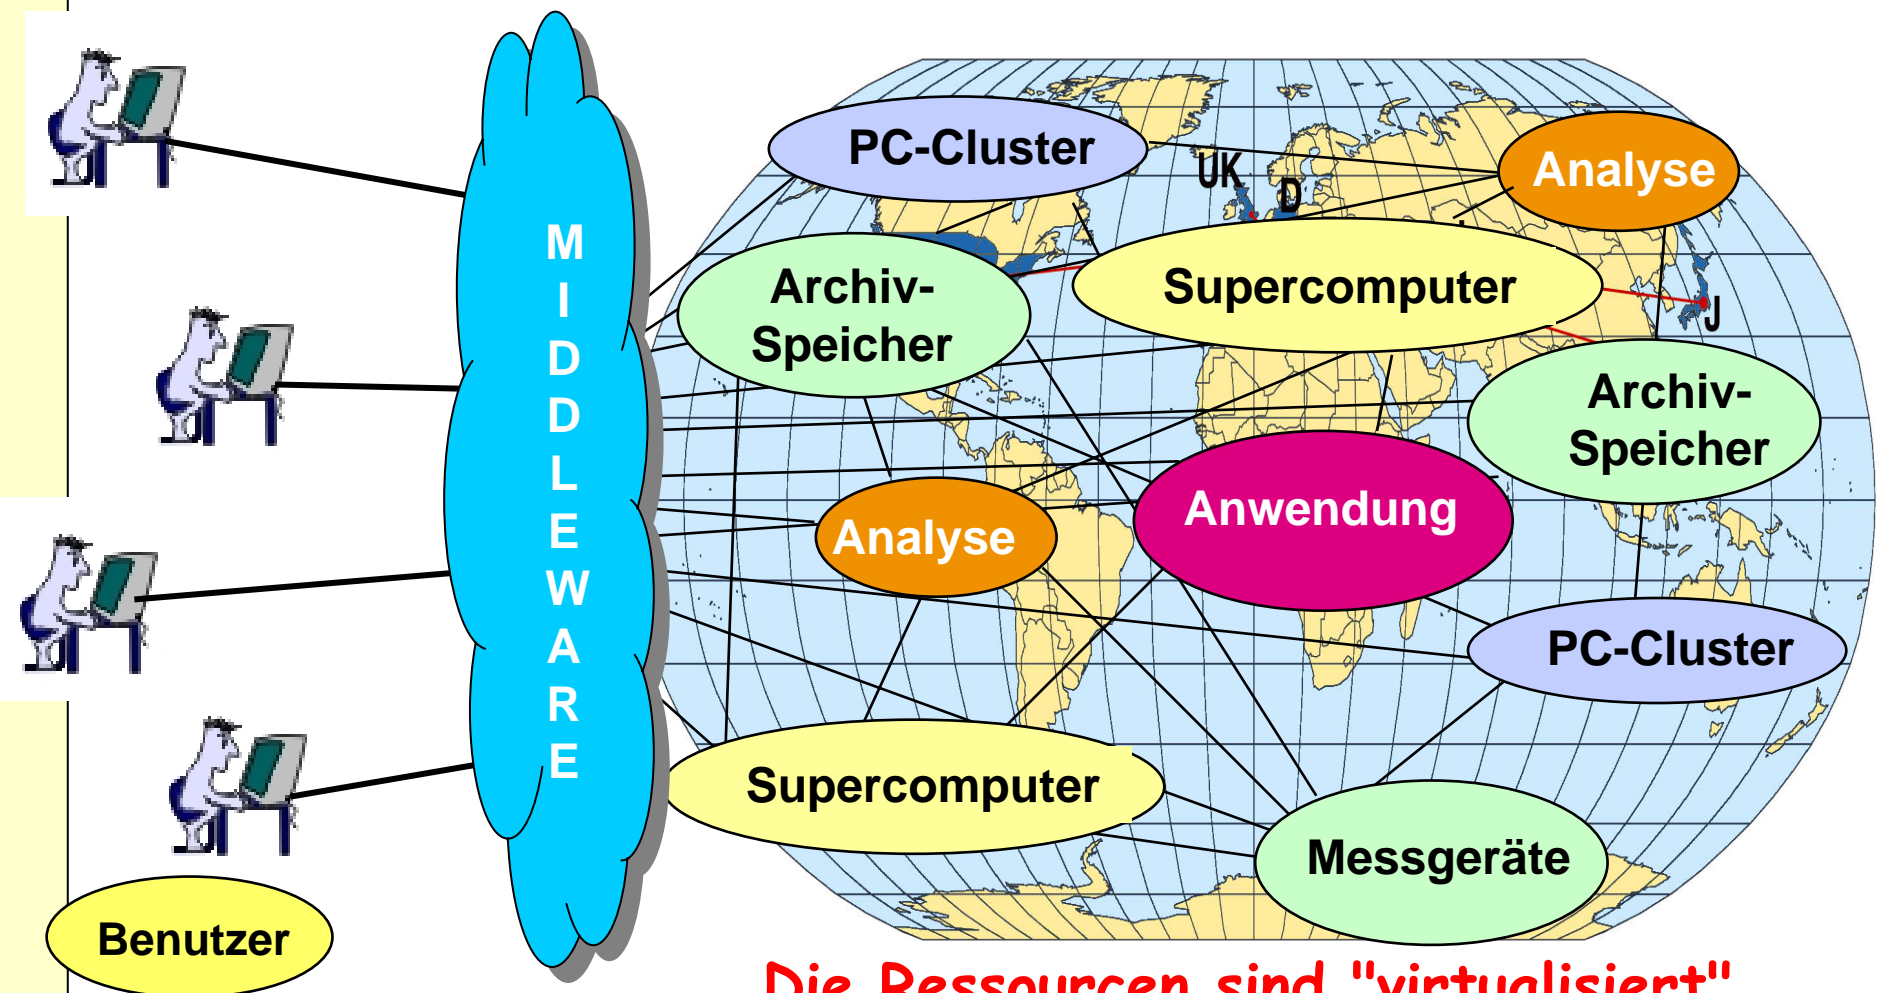 PC-Cluster
Analyse
UK
D
M
I
D
D
L
E
W
A
R
E
Archiv-
Speicher
Supercomputer
J
Archiv-
Speicher
Anwendung
Analyse
PC-Cluster
Supercomputer
Messgeräte
Benutzer
Die Ressourcen sind "virtualisiert"